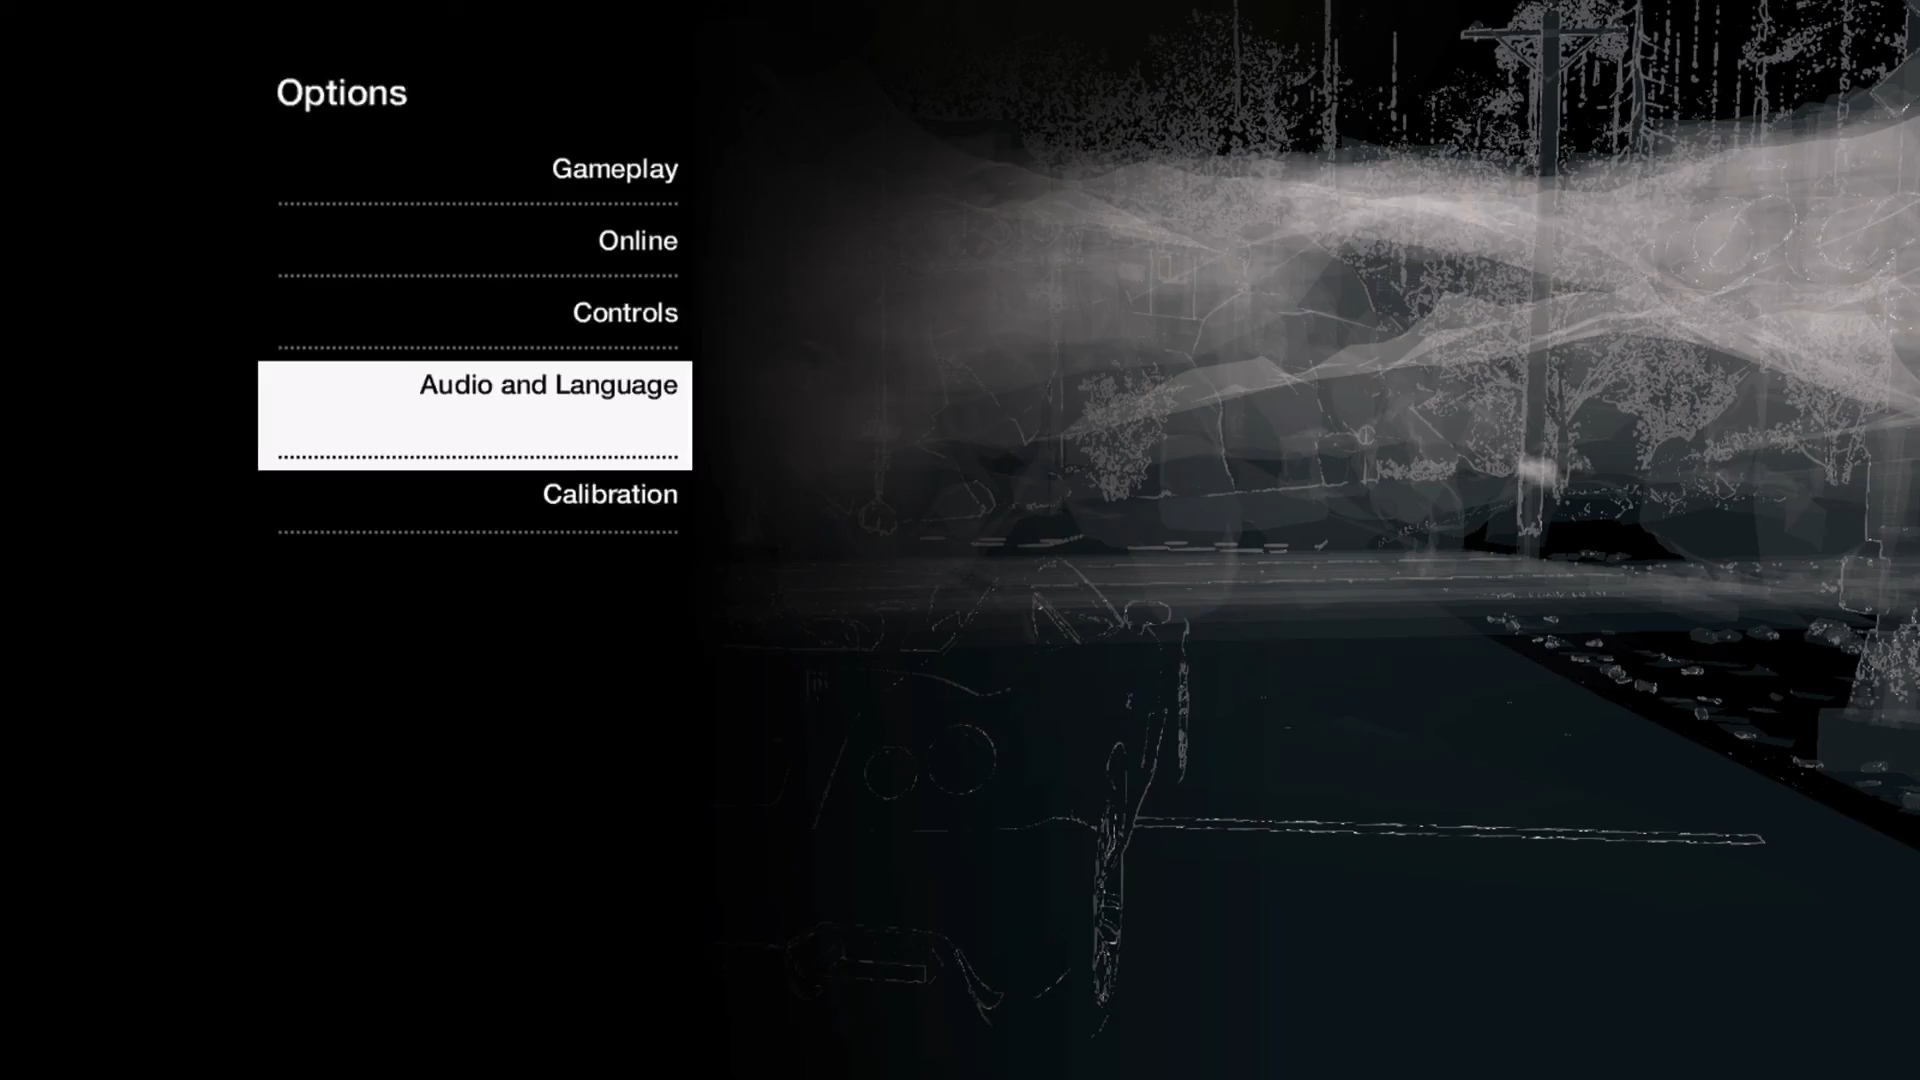 Options
Gameplay
Online
Controls
Audio and Language
Calibration